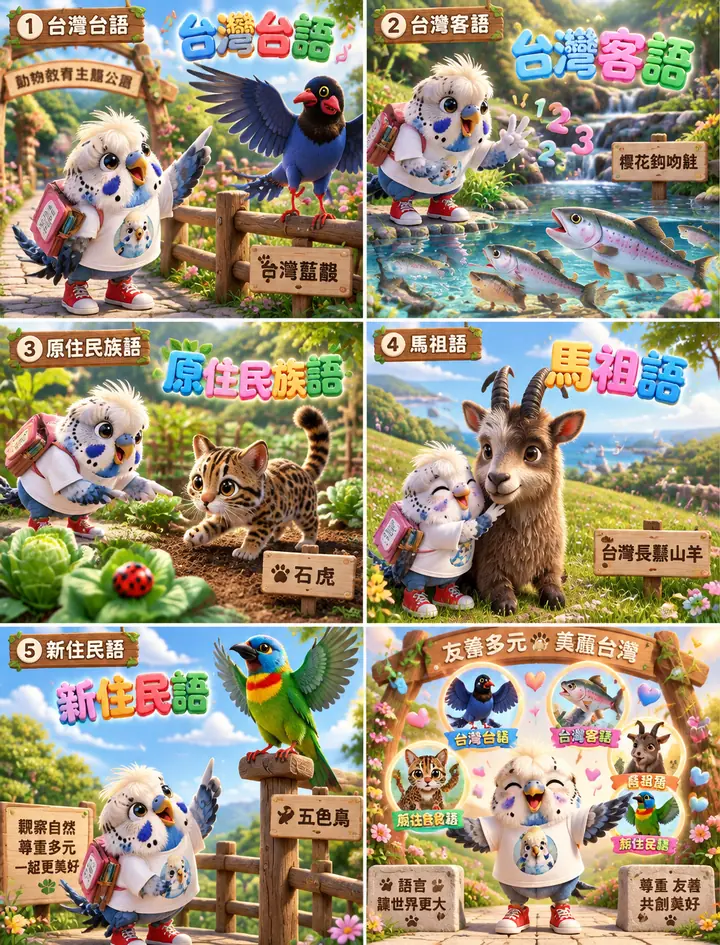 1 台灣台語
台灣台語
動物教育主題公園
台灣藍鵲
2 台灣客語
台灣客語
123
23
櫻花鉤吻鮭
3 原住民族語
原住民族語
石虎
4 馬祖語
馬祖語
台灣長鬃山羊
5 新住民語
新住民語
觀察自然
尊重多元
一起更美好
五色鳥
友善多元 美麗台灣
台灣台語
台灣客語
馬祖語
新住民語
語言
讓世界更大
尊重 友善
共創美好